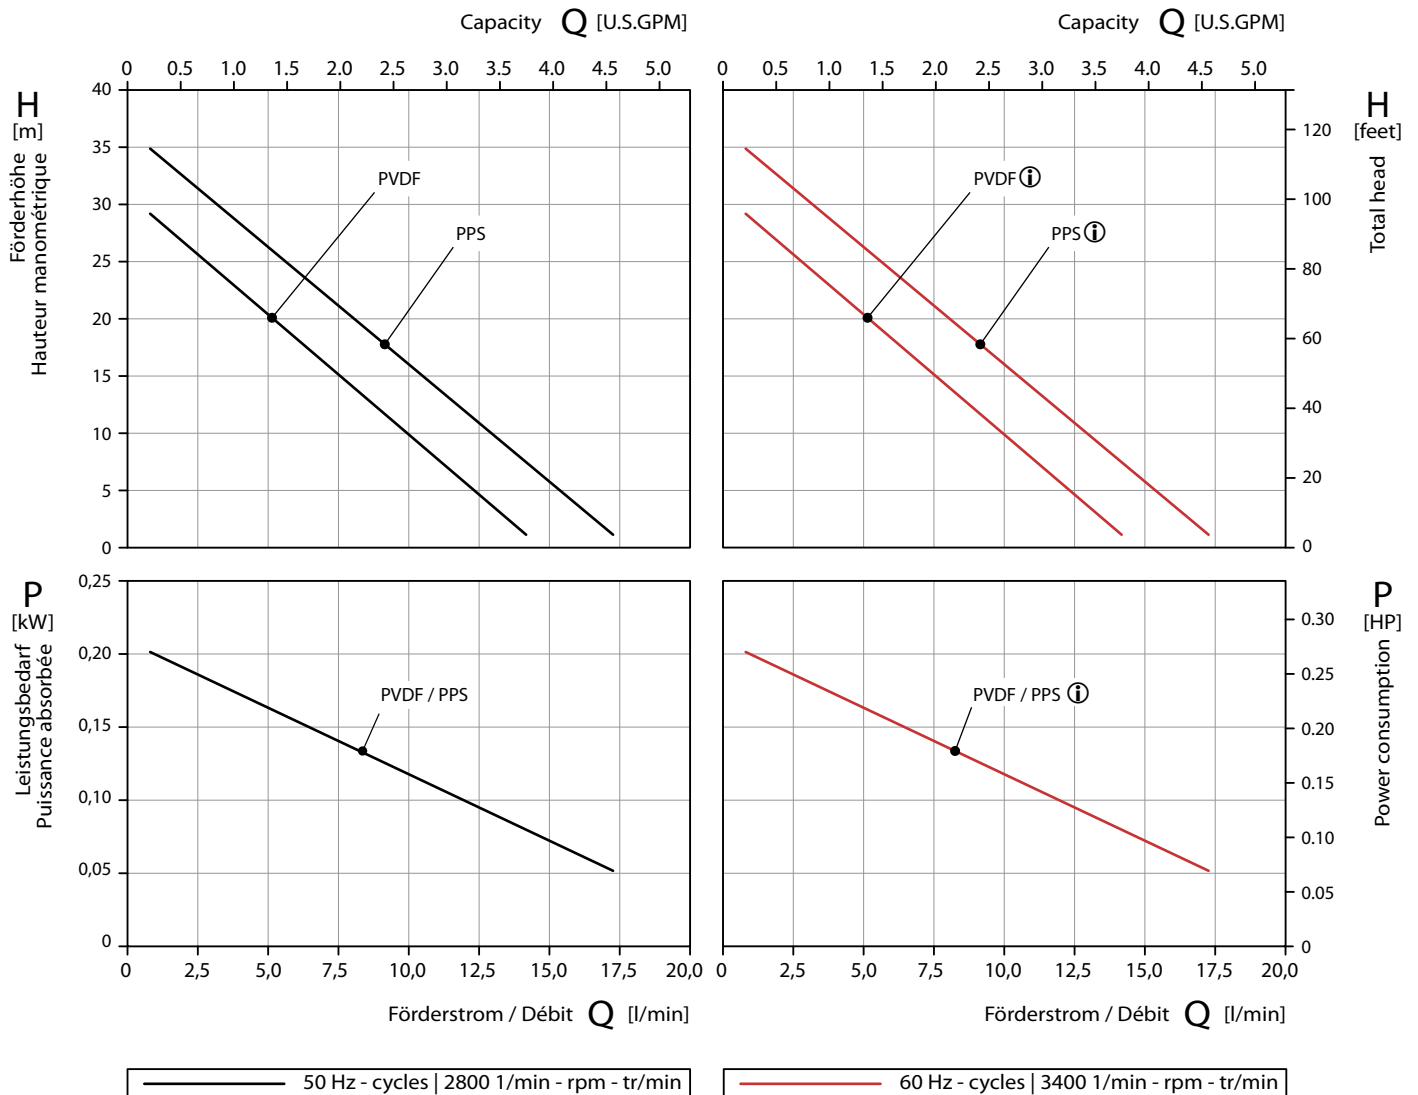 Capacity Q [U.S.GPM]
Capacity Q [U.S.GPM]
0 0.5 1.0 1.5 2.0 2.5 3.0 3.5 4.0 4.5 5.0
0 0.5 1.0 1.5 2.0 2.5 3.0 3.5 4.0 4.5 5.0
H
[m]
Förderhöhe
Hauteur manométrique
40
35
30
25
20
15
10
5
0
PVDF
PPS
PVDF i
PPS i
H
[feet]
Total head
120
100
80
60
40
20
0
P
[kW]
Leistungsbedarf
Puissance absorbée
0,25
0,20
0,15
0,10
0,05
0
PVDF / PPS
PVDF / PPS i
P
[HP]
Power consumption
0.30
0.25
0.20
0.15
0.10
0.05
0
0 2,5 5,0 7,5 10,0 12,5 15,0 17,5 20,0
0 2,5 5,0 7,5 10,0 12,5 15,0 17,5 20,0
Förderstrom / Débit Q [l/min]
Förderstrom / Débit Q [l/min]
50 Hz - cycles | 2800 1/min - rpm - tr/min
60 Hz - cycles | 3400 1/min - rpm - tr/min